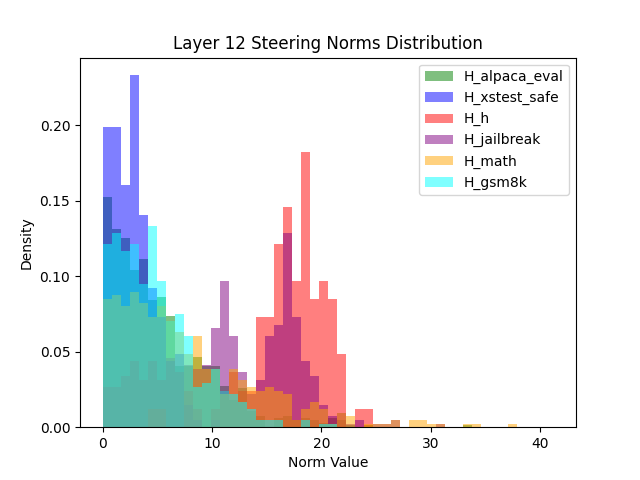 Layer 12 Steering Norms Distribution
H_alpaca_eval
H_xstest_safe
H_h
H_jailbreak
H_math
H_gsm8k
Density
0.20
0.15
0.10
0.05
0.00
0
10
20
30
40
Norm Value